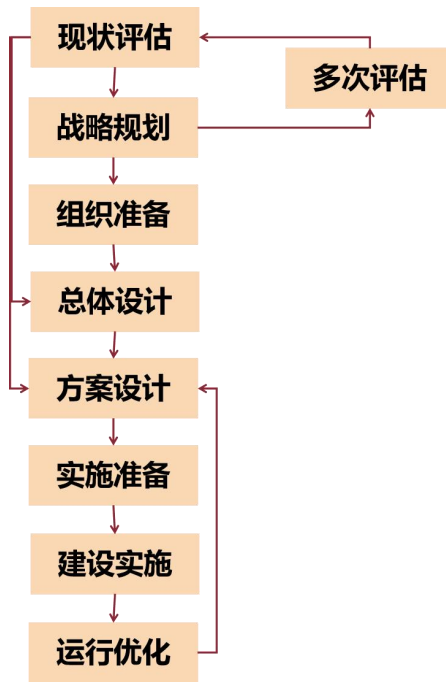 现状评估
多次评估
战略规划
组织准备
总体设计
方案设计
实施准备
建设实施
运行优化